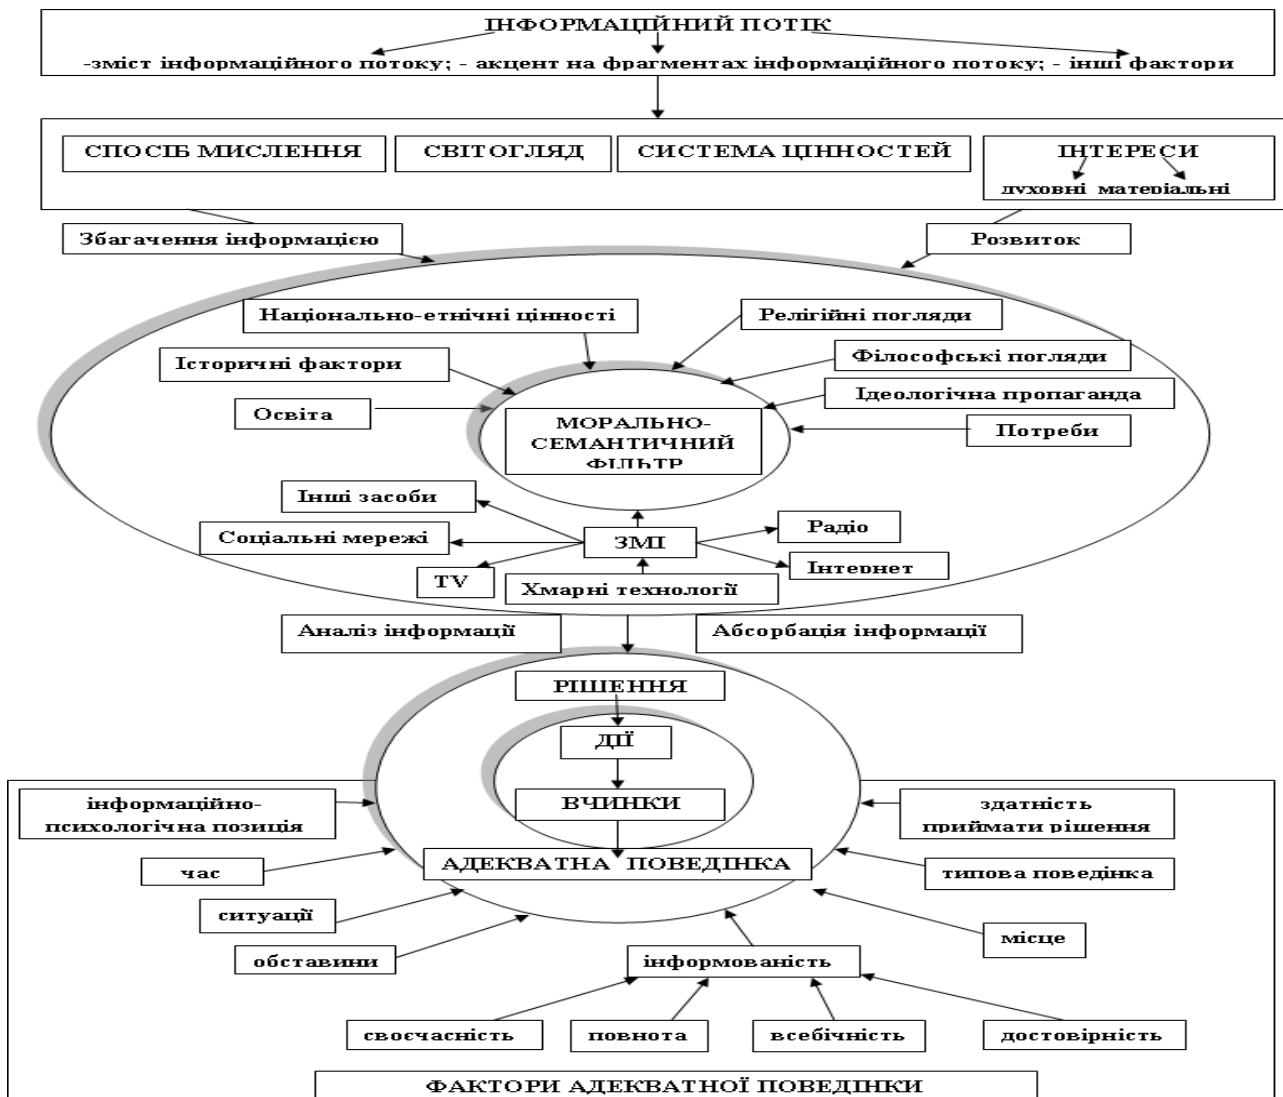 ІНФОРМАЦІЙНИЙ ПОТІК
-зміст інформаційного потоку; - акцент на фрагментах інформаційного потоку; - інші фактори
СПОСІБ МИСЛЕННЯ СВІТОГЛЯД СИСТЕМА ЦІННОСТЕЙ ІНТЕРЕСИ
духовні матеріальні
Збагачення інформацією Розвиток
Національно-етнічні цінності Релігійні погляди
Історичні фактори Філософські погляди
Освіта Ідеологічна пропаганда
МОРАЛЬНО-
СЕМАНТИЧНИЙ
ФІЛЬТР
Потреби
Інші засоби Радіо
Соціальні мережі ЗМІ Інтернет
TV Хмарні технології
Аналіз інформації Абсорбація інформації
РІШЕННЯ
ДІЇ
ВЧИНКИ
інформаційно-
психологічна позиція
здатність
приймати рішення
АДЕКВАТНА ПОВЕДІНКА
час типова поведінка
ситуації місце
обставини інформованість
своєчасність повнота всебічність достовірність
ФАКТОРИ АДЕКВАТНОЇ ПОВЕДІНКИ